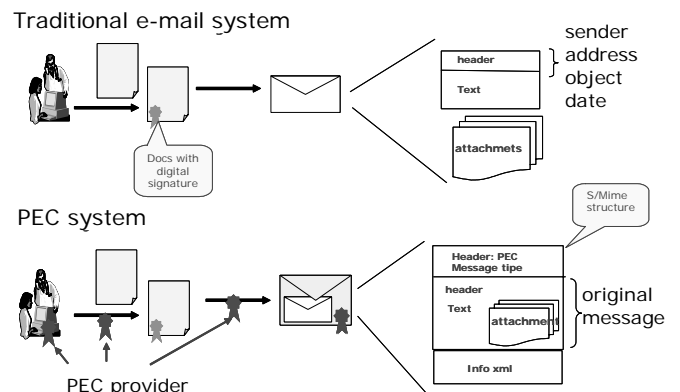 Traditional e-mail system
sender
address
object
date
header
Text
attachmets
Docs with
digital
signature
PEC system
S/Mime
structure
Header: PEC
Message tipe
header
Text
attachment
original
message
Info xml
PEC provider